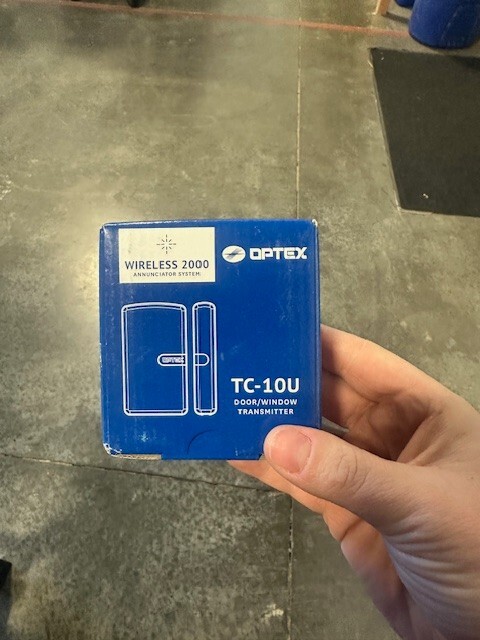 WIRELESS 2000
ANNUNCIATOR SYSTEM
OPTEX
OPTEX
TC-10U
DOOR/WINDOW
TRANSMITTER